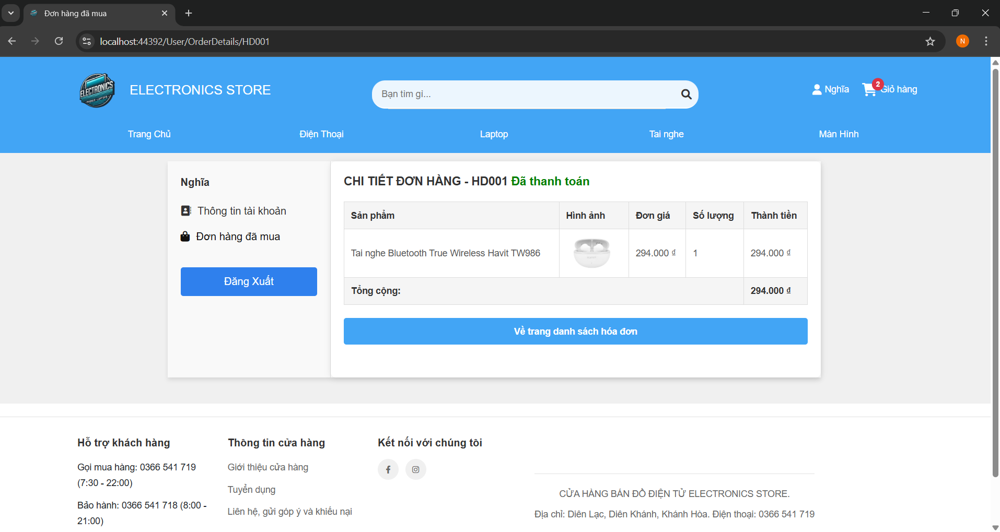 Đơn hàng đã mua
localhost:44392/User/OrderDetails/HD001
N
ELECTRONICS
PHONES - LAPTOPS
ELECTRONICS STORE
Bạn tìm gì...
Nghĩa
2
Giỏ hàng
Trang Chủ
Điện Thoại
Laptop
Tai nghe
Màn Hình
Nghĩa
Thông tin tài khoản
Đơn hàng đã mua
Đăng Xuất
CHI TIẾT ĐƠN HÀNG - HD001 Đã thanh toán
Sản phẩm Hình ảnh Đơn giá Số lượng Thành tiền
Tai nghe Bluetooth True Wireless Havit TW986 294.000 ₫ 1 294.000 ₫
Tổng cộng: 294.000 ₫
Về trang danh sách hóa đơn
Hỗ trợ khách hàng
Gọi mua hàng: 0366 541 719
(7:30 - 22:00)
Bảo hành: 0366 541 718 (8:00 -
21:00)
Thông tin cửa hàng
Giới thiệu cửa hàng
Tuyển dụng
Liên hệ, gửi góp ý và khiếu nại
Kết nối với chúng tôi
CỬA HÀNG BÁN ĐỒ ĐIỆN TỬ ELECTRONICS STORE.
Địa chỉ: Diên Lạc, Diên Khánh, Khánh Hòa. Điện thoại: 0366 541 719